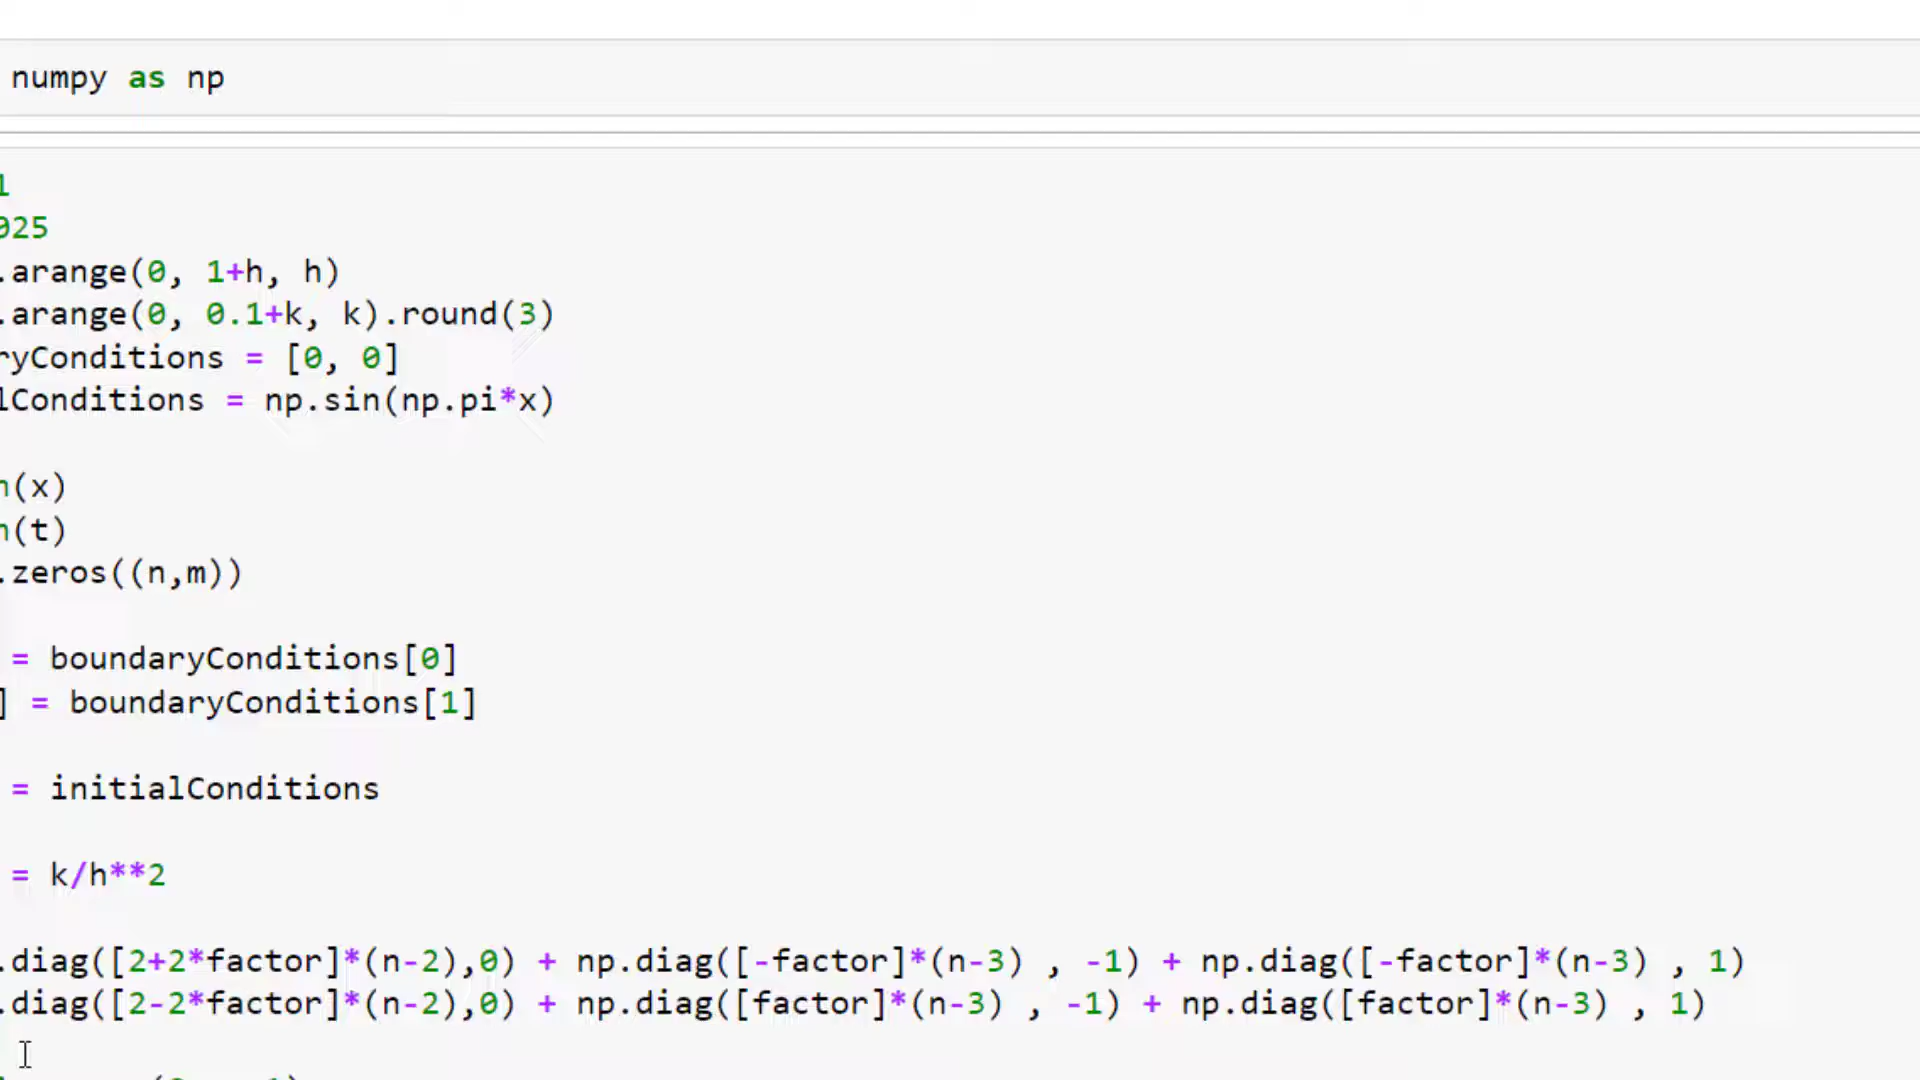 numpy as np
1
025
.arange(0, 1+h, h)
.arange(0, 0.1+k, k).round(3)
ryConditions = [0, 0]
lConditions = np.sin(np.pi*x)
n(x)
n(t)
.zeros((n,m))
= boundaryConditions[0]
] = boundaryConditions[1]
= initialConditions
= k/h**2
.diag([2+2*factor]*(n-2),0) + np.diag([-factor]*(n-3) , -1) + np.diag([-factor]*(n-3) , 1)
.diag([2-2*factor]*(n-2),0) + np.diag([factor]*(n-3) , -1) + np.diag([factor]*(n-3) , 1)